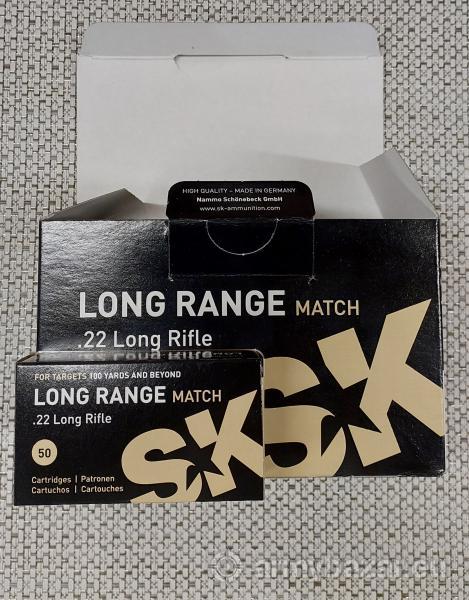 HIGH QUALITY – MADE IN GERMANY
Nammo Schönebeck GmbH
www.sk-ammunition.com
LONG RANGE MATCH
.22 Long Rifle
SK
FOR TARGETS 100 YARDS AND BEYOND
LONG RANGE MATCH
.22 Long Rifle
50
SK
Cartridges | Patronen
Cartuchos | Cartouches
armybazar.eu